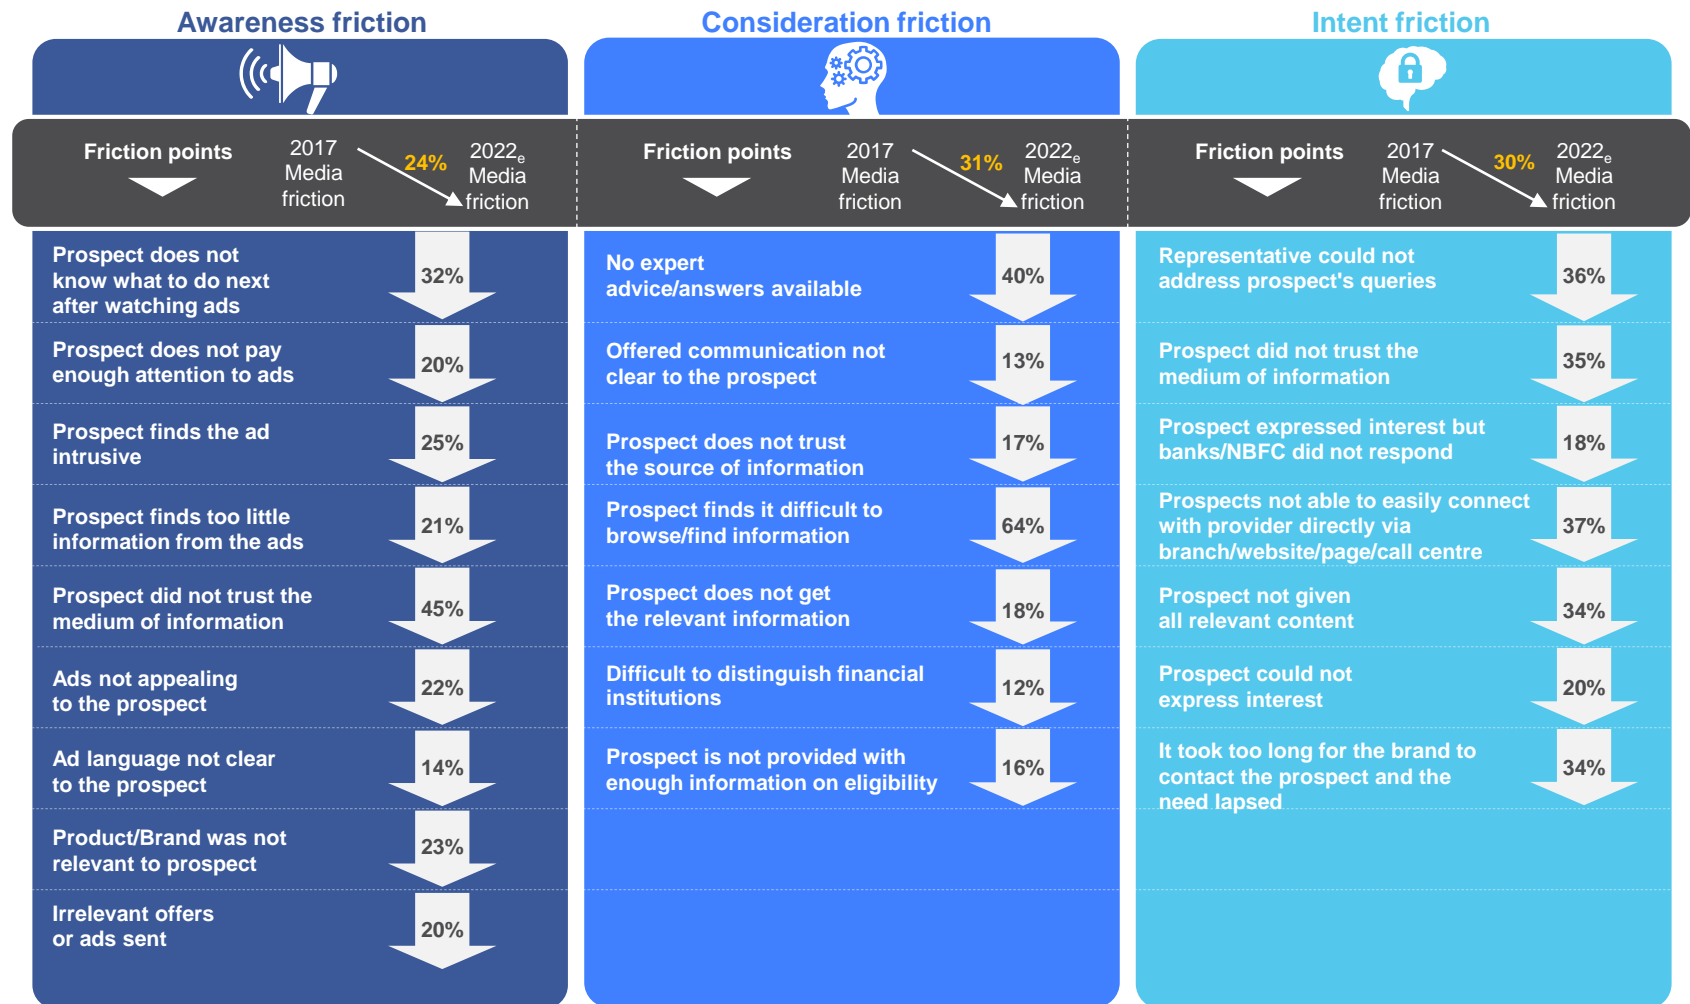 Awareness friction
Consideration friction
Intent friction
Friction points
2017
Media
friction
24%
2022e
Media
friction
Friction points
2017
Media
friction
31%
2022e
Media
friction
Friction points
2017
Media
friction
30%
2022e
Media
friction
Prospect does not
know what to do next
after watching ads
32%
Prospect does not pay
enough attention to ads
20%
Prospect finds the ad
intrusive
25%
Prospect finds too little
information from the ads
21%
Prospect did not trust the
medium of information
45%
Ads not appealing
to the prospect
22%
Ad language not clear
to the prospect
14%
Product/Brand was not
relevant to prospect
23%
Irrelevant offers
or ads sent
20%
No expert
advice/answers available
40%
Offered communication not
clear to the prospect
13%
Prospect does not trust
the source of information
17%
Prospect finds it difficult to
browse/find information
64%
Prospect does not get
the relevant information
18%
Difficult to distinguish financial
institutions
12%
Prospect is not provided with
enough information on eligibility
16%
Representative could not
address prospect's queries
36%
Prospect did not trust the
medium of information
35%
Prospect expressed interest but
banks/NBFC did not respond
18%
Prospects not able to easily connect
with provider directly via
branch/website/page/call centre
37%
Prospect not given
all relevant content
34%
Prospect could not
express interest
20%
It took too long for the brand to
contact the prospect and the
need lapsed
34%